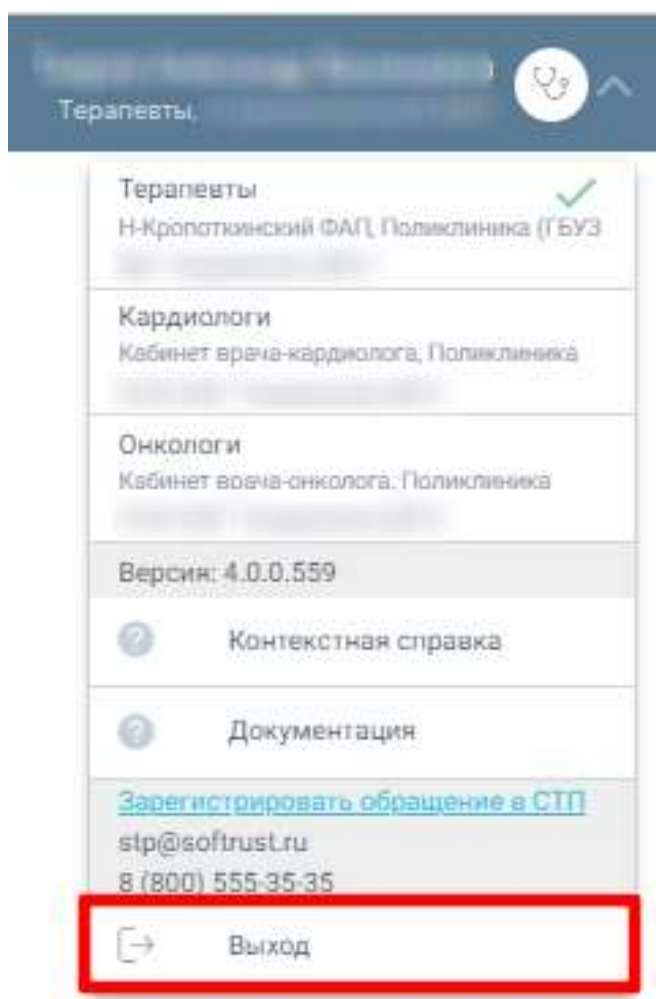 Терапевты,
Терапевты
Н-Кропоткинский ФАП, Поликлиника (ГБУЗ
Кардиологи
Кабинет врача-кардиолога, Поликлиника
Онкологи
Кабинет врача-онколога, Поликлиника
Версия: 4.0.0.559
Контекстная справка
Документация
Зарегистрировать обращение в СТП
stp@softrust.ru
8 (800) 555-35-35
Выход